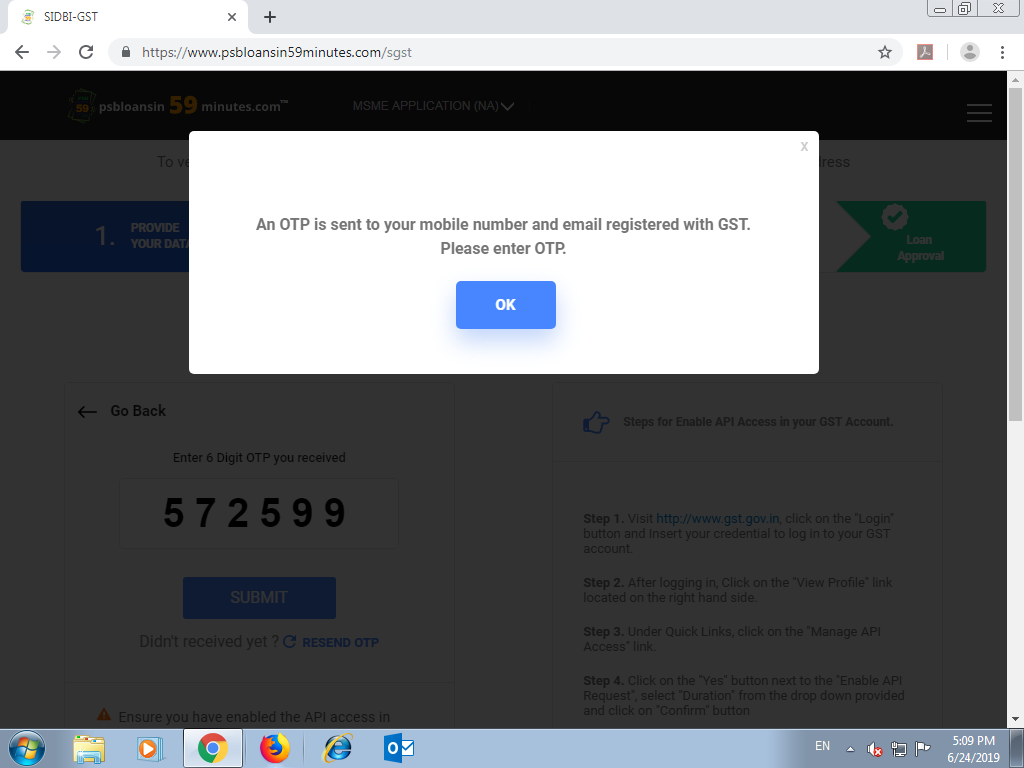 SIDBI-GST
https://www.psbloansin59minutes.com/sgst
59 psbloansin 59 minutes.com™
MSME APPLICATION (NA)
To ve
ress
X
An OTP is sent to your mobile number and email registered with GST.
Please enter OTP.
OK
1.
PROVIDE
YOUR DATA
Loan
Approval
Go Back
Enter 6 Digit OTP you received
572599
SUBMIT
Didn't received yet ? RESEND OTP
Ensure you have enabled the API access in
Steps for Enable API Access in your GST Account.
Step 1. Visit http://www.gst.gov.in, click on the "Login"
button and Insert your credential to log in to your GST
account.
Step 2. After logging in, Click on the "View Profile" link
located on the right hand side.
Step 3. Under Quick Links, click on the "Manage API
Access" link.
Step 4. Click on the "Yes" button next to the "Enable API
Request", select "Duration" from the drop down provided
and click on "Confirm" button
EN
5:09 PM
6/24/2019